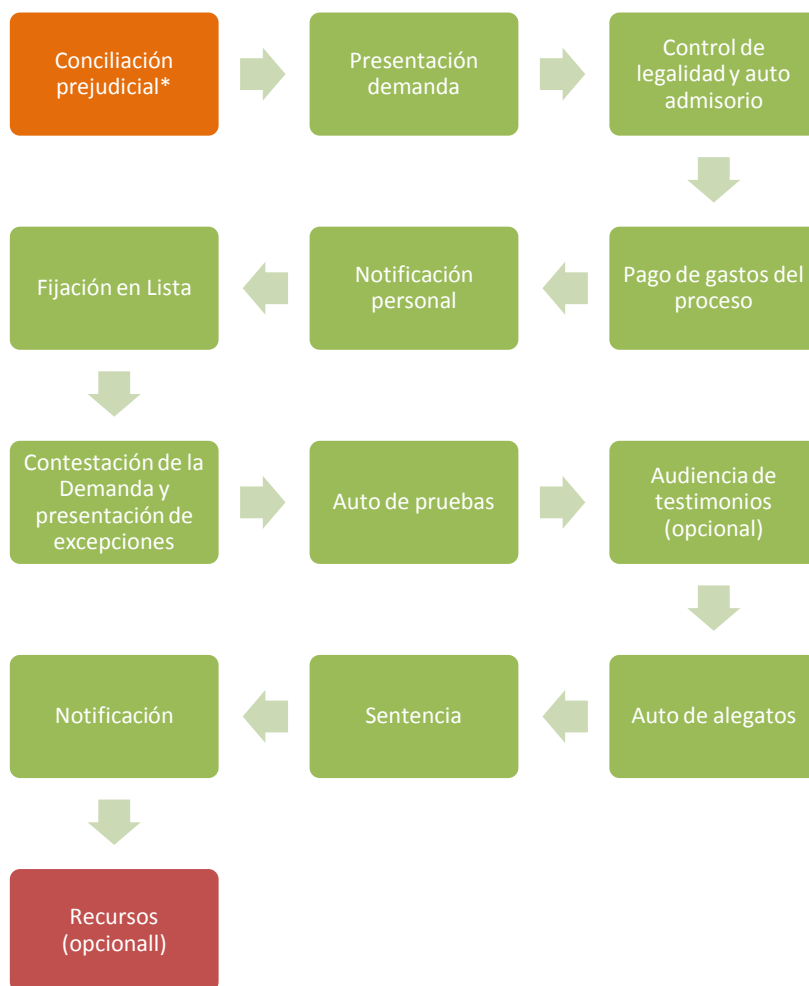 Conciliación
prejudicial*
Presentación
demanda
Control de
legalidad y auto
admisorio
Pago de gastos del
proceso
Notificación
personal
Fijación en Lista
Contestación de la
Demanda y
presentación de
excepciones
Auto de pruebas
Audiencia de
testimonios
(opcional)
Auto de alegatos
Sentencia
Notificación
Recursos
(opcionall)